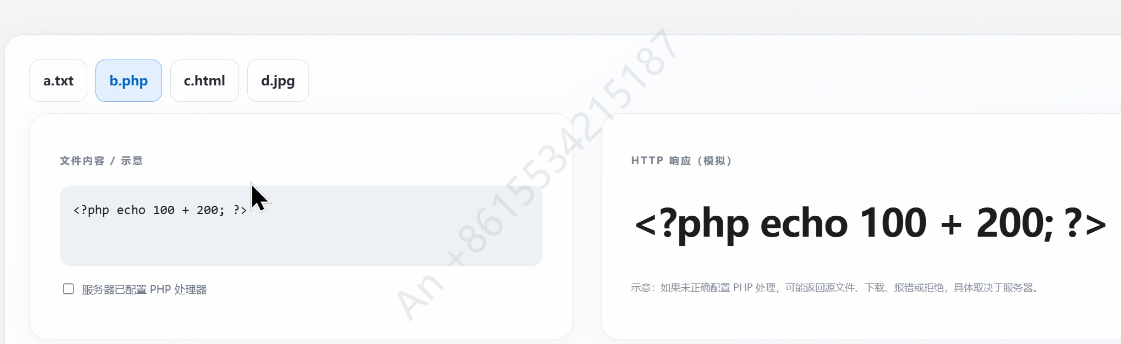 a.txt
b.php
c.html
d.jpg
文件内容 / 示意
<?php echo 100 + 200; ?>
服务器已配置 PHP 处理器
HTTP 响应（模拟）
<?php echo 100 + 200; ?>
示意：如果未正确配置 PHP 处理，可能返回源文件、下载、报错或拒绝，具体取决于服务器。
An +8615534215187